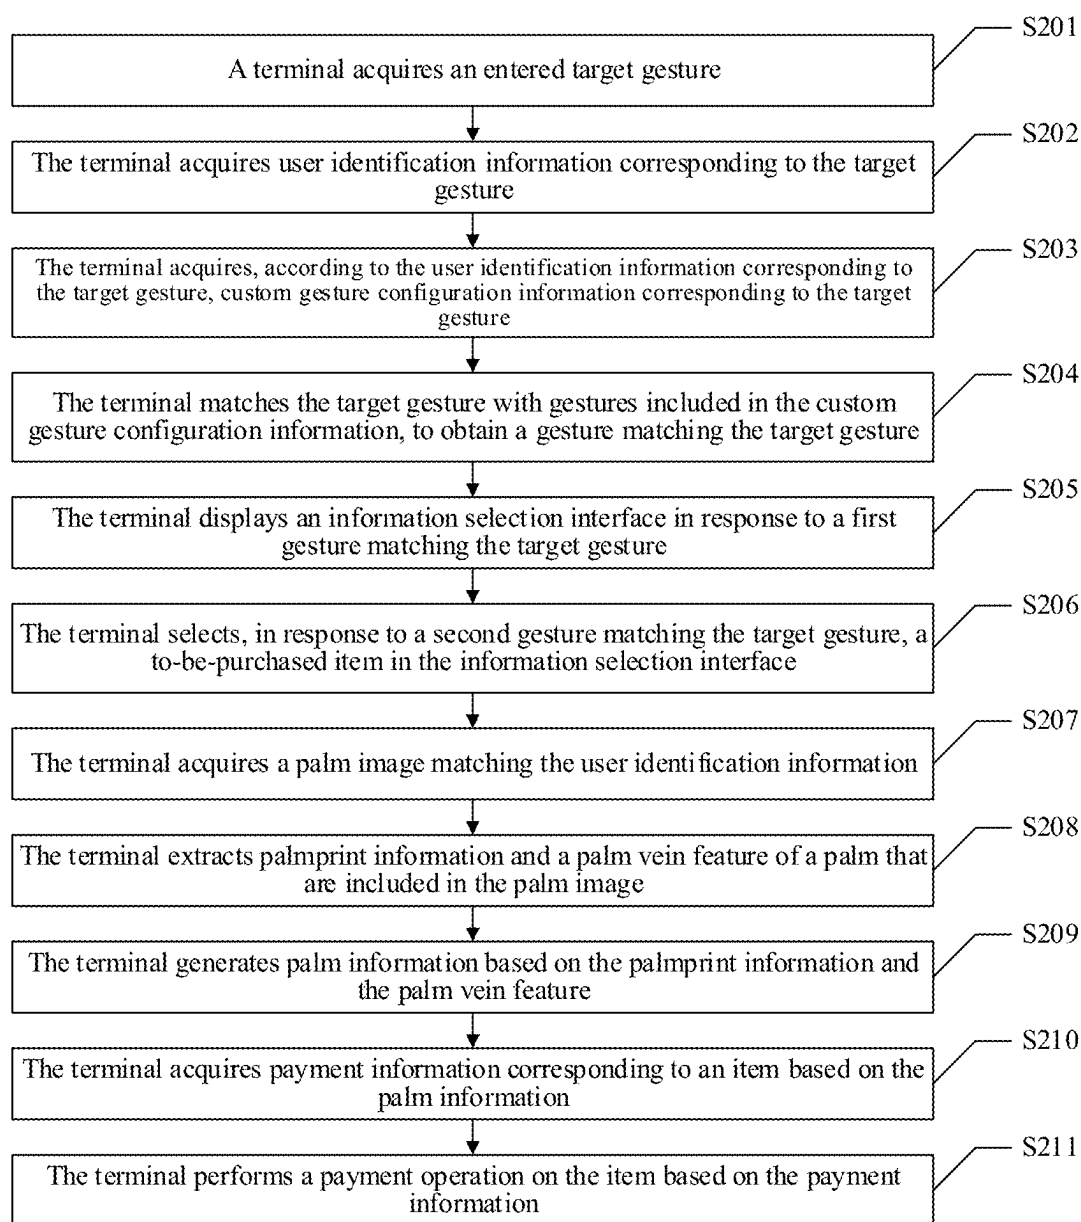 S201
A terminal acquires an entered target gesture
S202
The terminal acquires user identification information corresponding to the target
gesture
S203
The terminal acquires, according to the user identification information corresponding to
the target gesture, custom gesture configuration information corresponding to the target
gesture
S204
The terminal matches the target gesture with gestures included in the custom
gesture configuration information, to obtain a gesture matching the target gesture
S205
The terminal displays an information selection interface in response to a first
gesture matching the target gesture
S206
The terminal selects, in response to a second gesture matching the target gesture, a
to-be-purchased item in the information selection interface
S207
The terminal acquires a palm image matching the user identification information
S208
The terminal extracts palmprint information and a palm vein feature of a palm that
are included in the palm image
S209
The terminal generates palm information based on the palmprint information and
the palm vein feature
S210
The terminal acquires payment information corresponding to an item based on the
palm information
S211
The terminal performs a payment operation on the item based on the payment
information